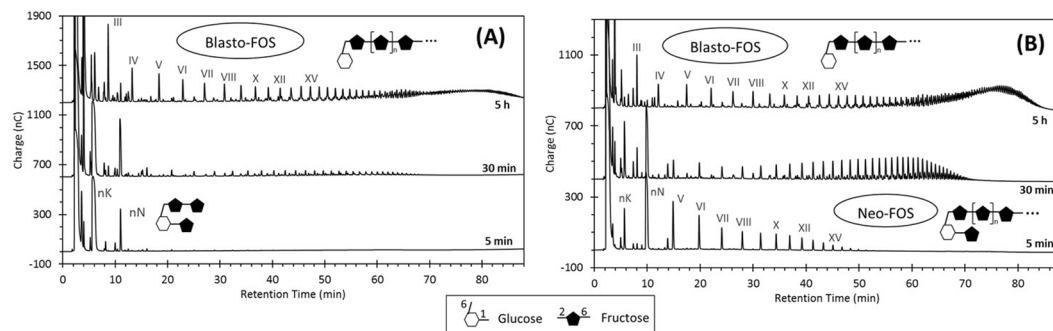 (A)
1900
1500
1100
700
300
-100
Charge (nC)
III
IV
V
VI
VII
VIII
X
XII
XV
Blasto-FOS
n
5 h
30 min
nK
nN
5 min
0
10
20
30
40
50
60
70
80
Retention Time (min)
(B)
1100
700
300
-100
Charge (nC)
III
IV
V
VI
VII
VIII
X
XII
XV
Blasto-FOS
n
5 h
30 min
nK
nN
V
VI
VII
VIII
X
XII
XV
Neo-FOS
n
5 min
0
10
20
30
40
50
60
70
80
Retention Time (min)
6
1
Glucose
2
6
Fructose